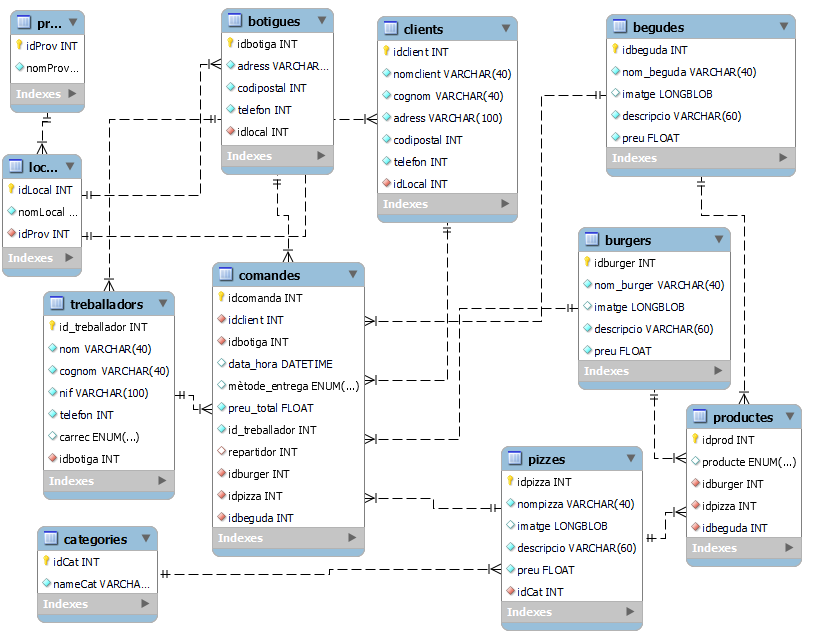 pr...
idProv INT
nomProv...
Indexes
loc...
idLocal INT
nomLocal ...
idProv INT
Indexes
botigues
idbotiga INT
adress VARCHAR...
codipostal INT
telefon INT
idlocal INT
Indexes
clients
idclient INT
nomclient VARCHAR(40)
cognom VARCHAR(40)
adress VARCHAR(100)
codipostal INT
telefon INT
idLocal INT
Indexes
begudes
idbeguda INT
nom_beguda VARCHAR(40)
imatge LONGBLOB
descripcio VARCHAR(60)
preu FLOAT
Indexes
burgers
idburger INT
nom_burger VARCHAR(40)
imatge LONGBLOB
descripcio VARCHAR(60)
preu FLOAT
Indexes
treballadors
id_treballador INT
nom VARCHAR(40)
cognom VARCHAR(40)
nif VARCHAR(100)
telefon INT
carrec ENUM(...)
idbotiga INT
Indexes
comandes
idcomanda INT
idclient INT
idbotiga INT
data_hora DATETIME
mètode_entrega ENUM(...)
preu_total FLOAT
id_treballador INT
repartidor INT
idburger INT
idpizza INT
idbeguda INT
Indexes
productes
idprod INT
producte ENUM(...)
idburger INT
idpizza INT
idbeguda INT
Indexes
pizzes
idpizza INT
nompizza VARCHAR(40)
imatge LONGBLOB
descripcio VARCHAR(60)
preu FLOAT
idCat INT
Indexes
categories
idCat INT
nameCat VARCHA...
Indexes